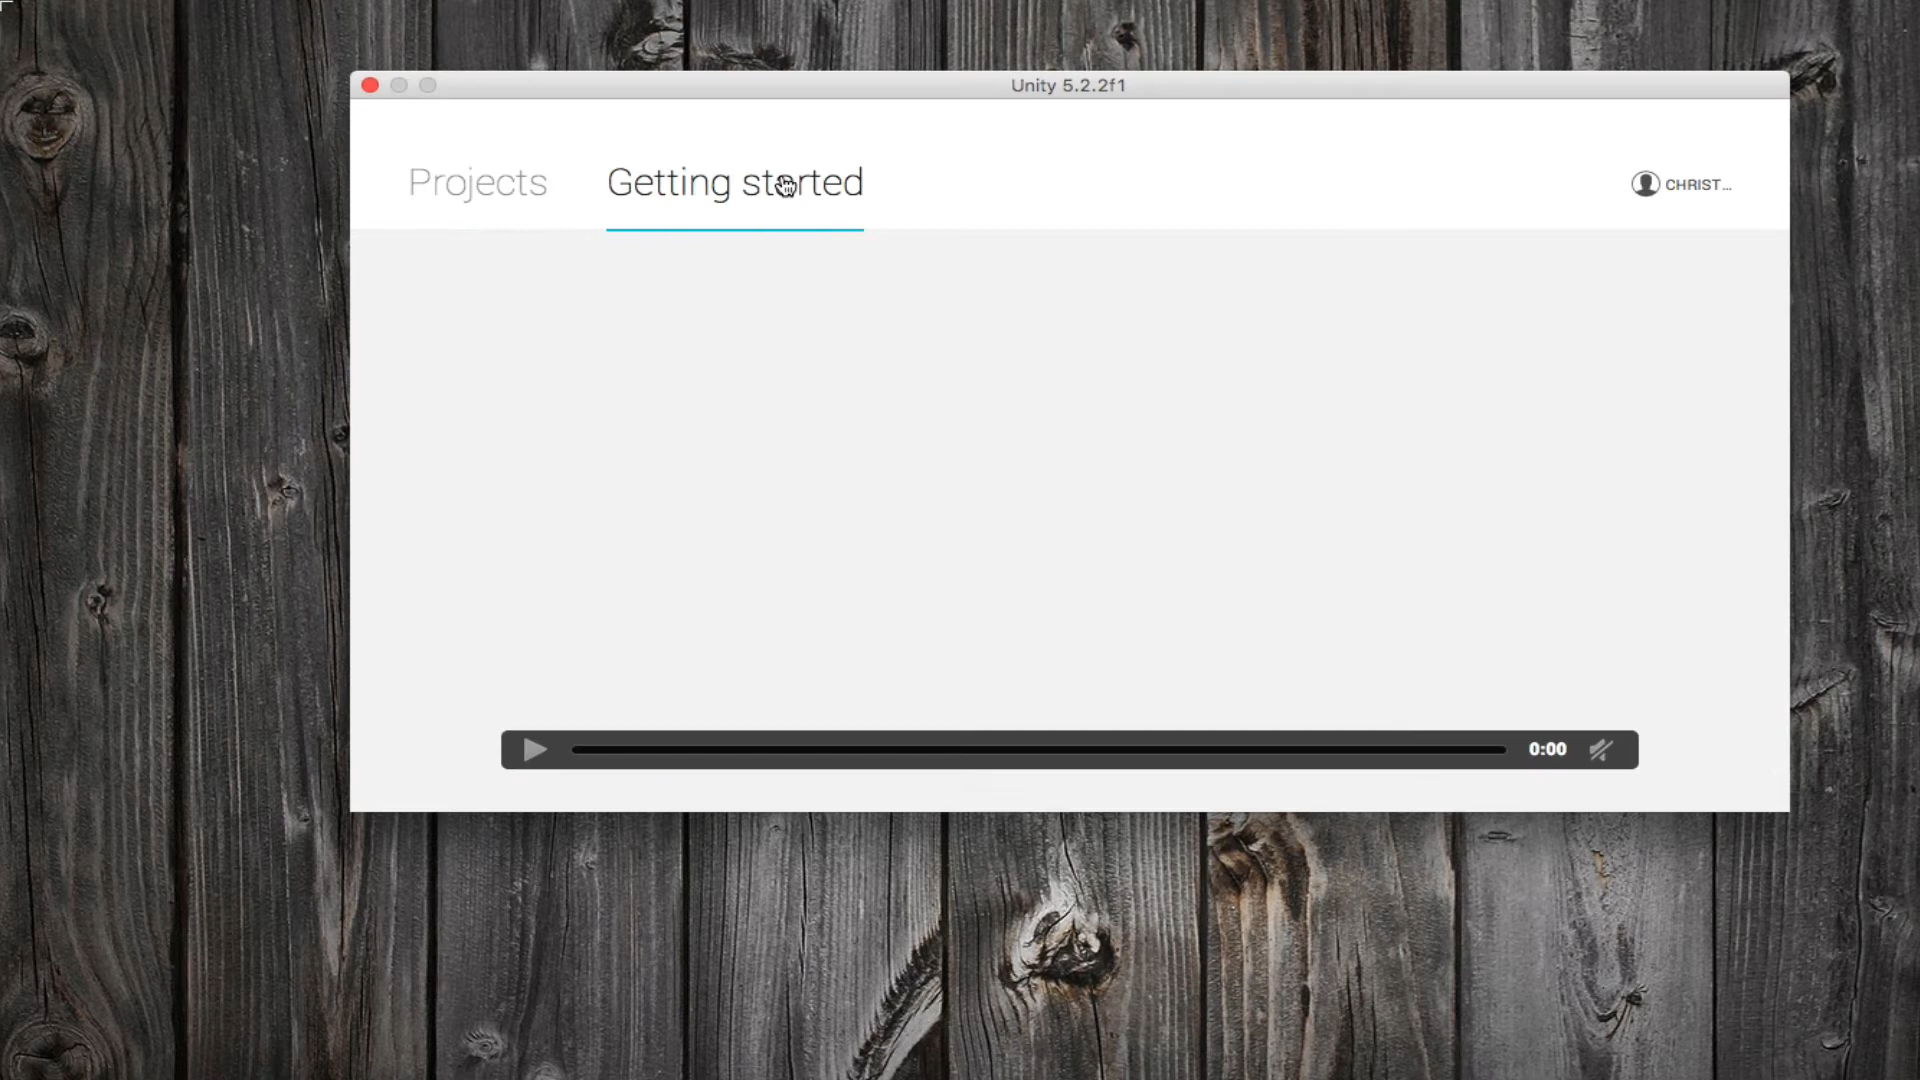 Unity 5.2.2f1
Projects
Getting started
CHRIST...
0:00